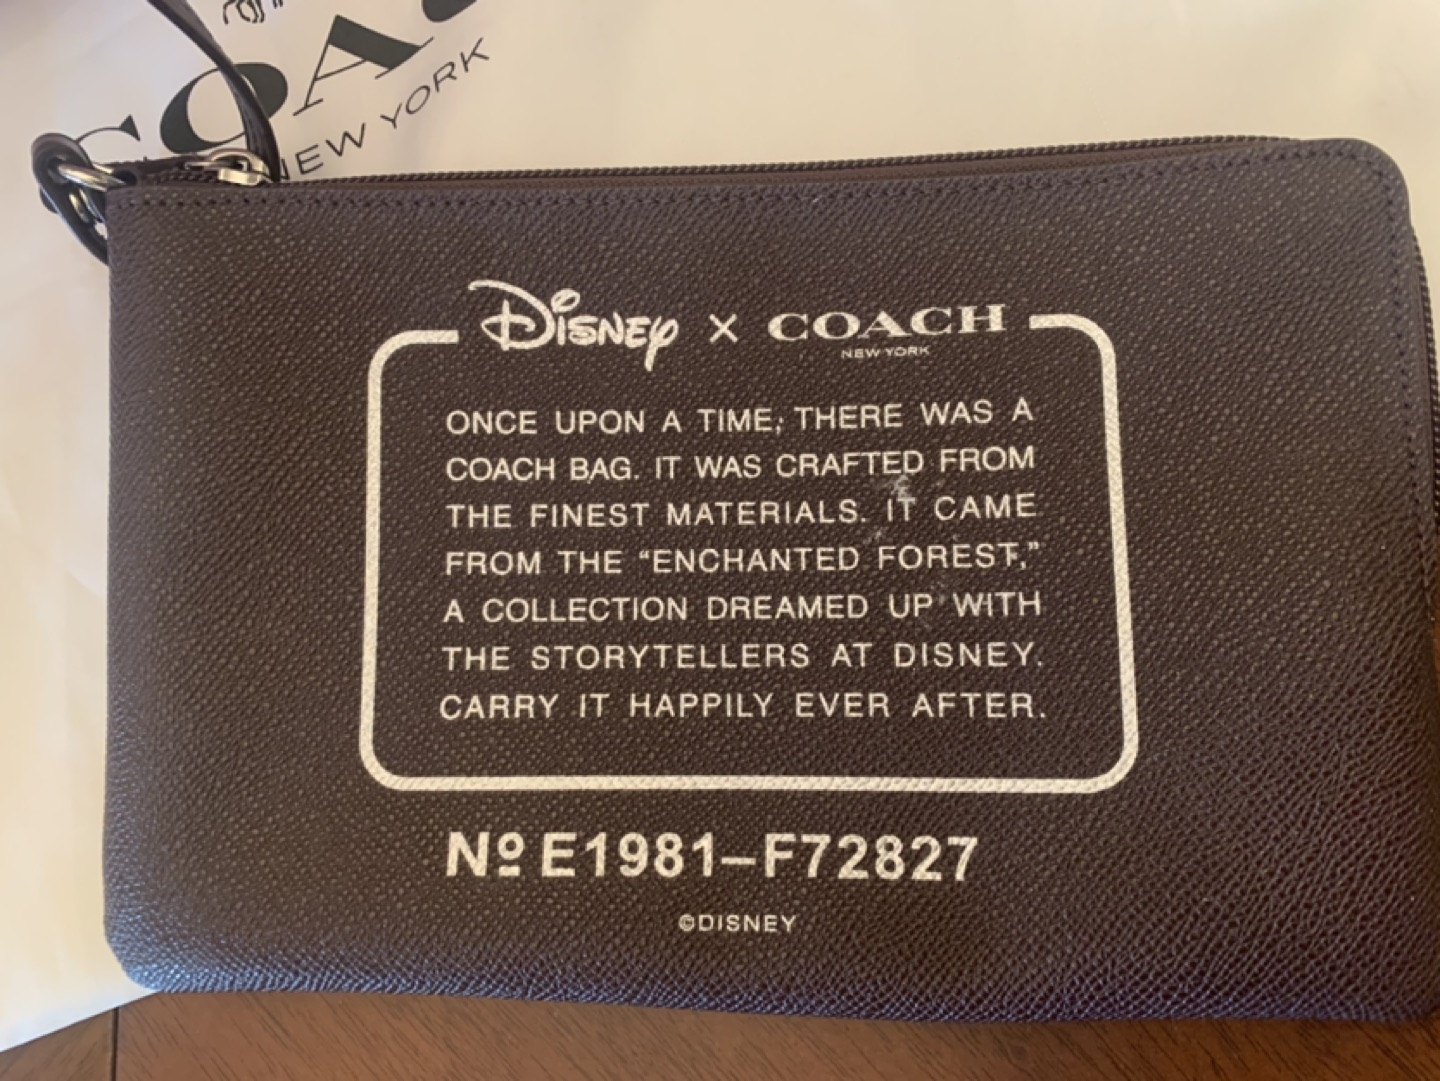 NEW YORK
DISNEY X COACH
NEW YORK
ONCE UPON A TIME, THERE WAS A
COACH BAG. IT WAS CRAFTED FROM
THE FINEST MATERIALS. IT CAME
FROM THE “ENCHANTED FOREST,”
A COLLECTION DREAMED UP WITH
THE STORYTELLERS AT DISNEY.
CARRY IT HAPPILY EVER AFTER.
Nº E1981–F72827
©DISNEY